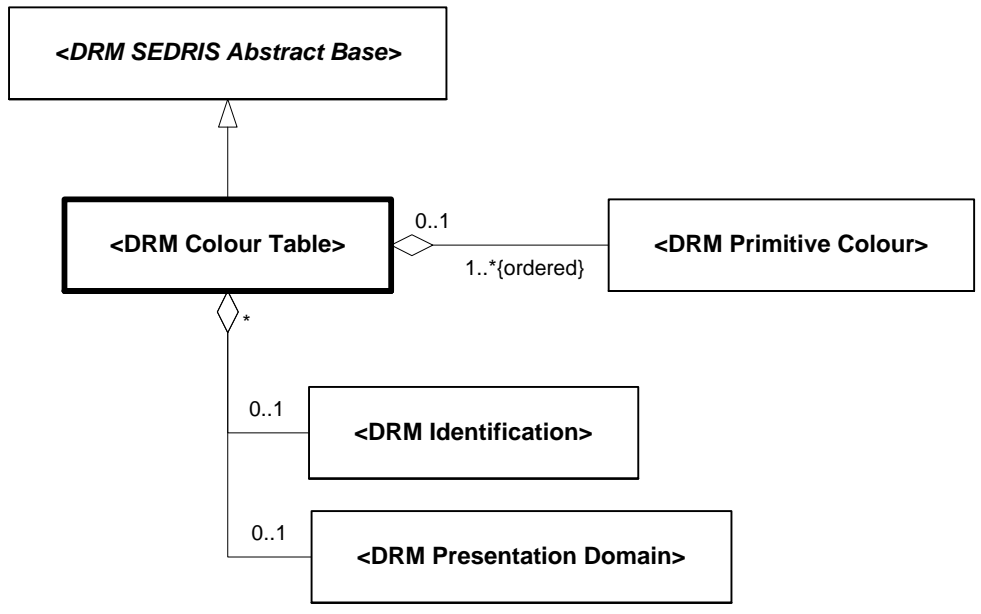 <DRM SEDRIS Abstract Base>
<DRM Colour Table>
0..1
1..*{ordered}
<DRM Primitive Colour>
*
0..1
<DRM Identification>
0..1
<DRM Presentation Domain>